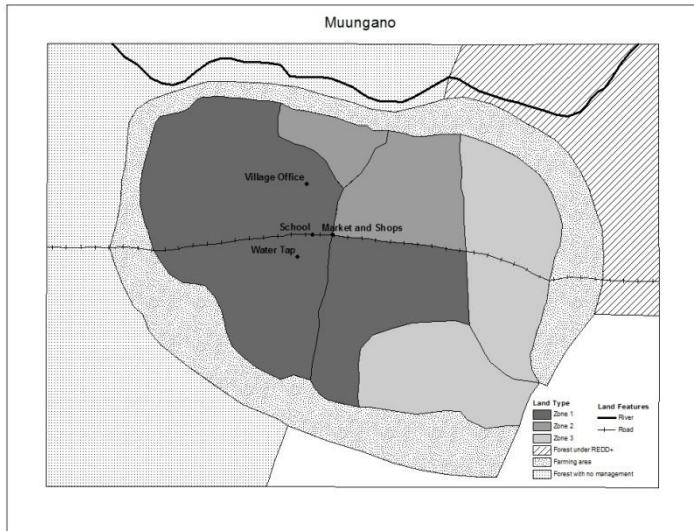 Muungano
Village Office
School
Market and Shops
Water Tap
Land Type
Zone 1
Zone 2
Zone 3
Forest under REDD+
Farming area
Forest with no management
Land Features
River
Road